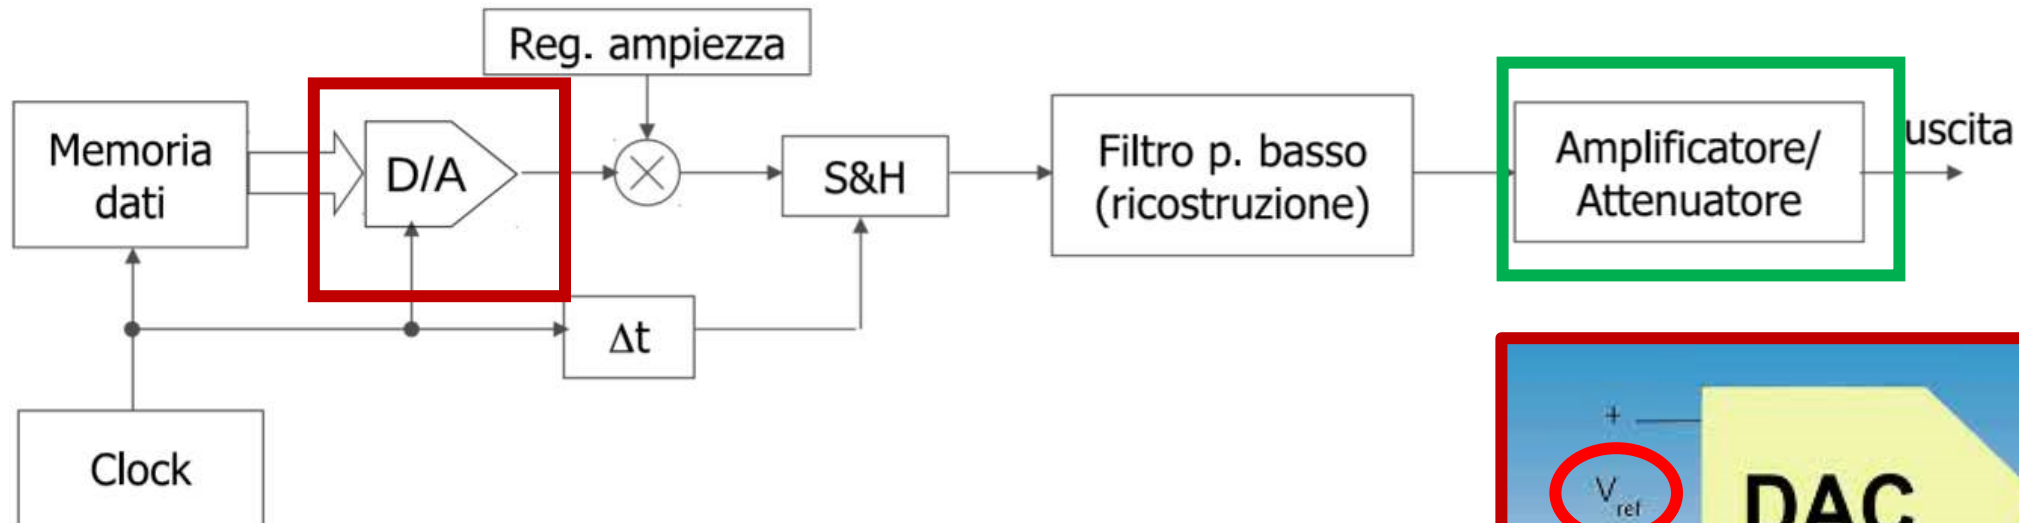 Reg. ampiezza
Memoria
dati
D/A
S&H
Filtro p. basso
(ricostruzione)
Amplificatore/
Attenuatore
uscita
Δt
Clock
+
V ref
DAC